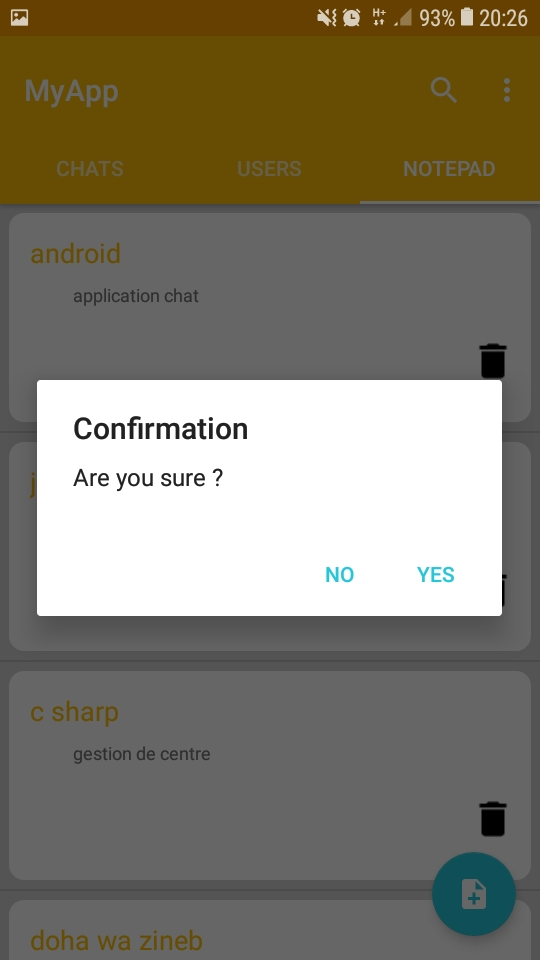 H+ 93% 20:26
MyApp
CHATS USERS NOTEPAD
android
application chat
Confirmation
Are you sure ?
NO YES
c sharp
gestion de centre
doha wa zineb